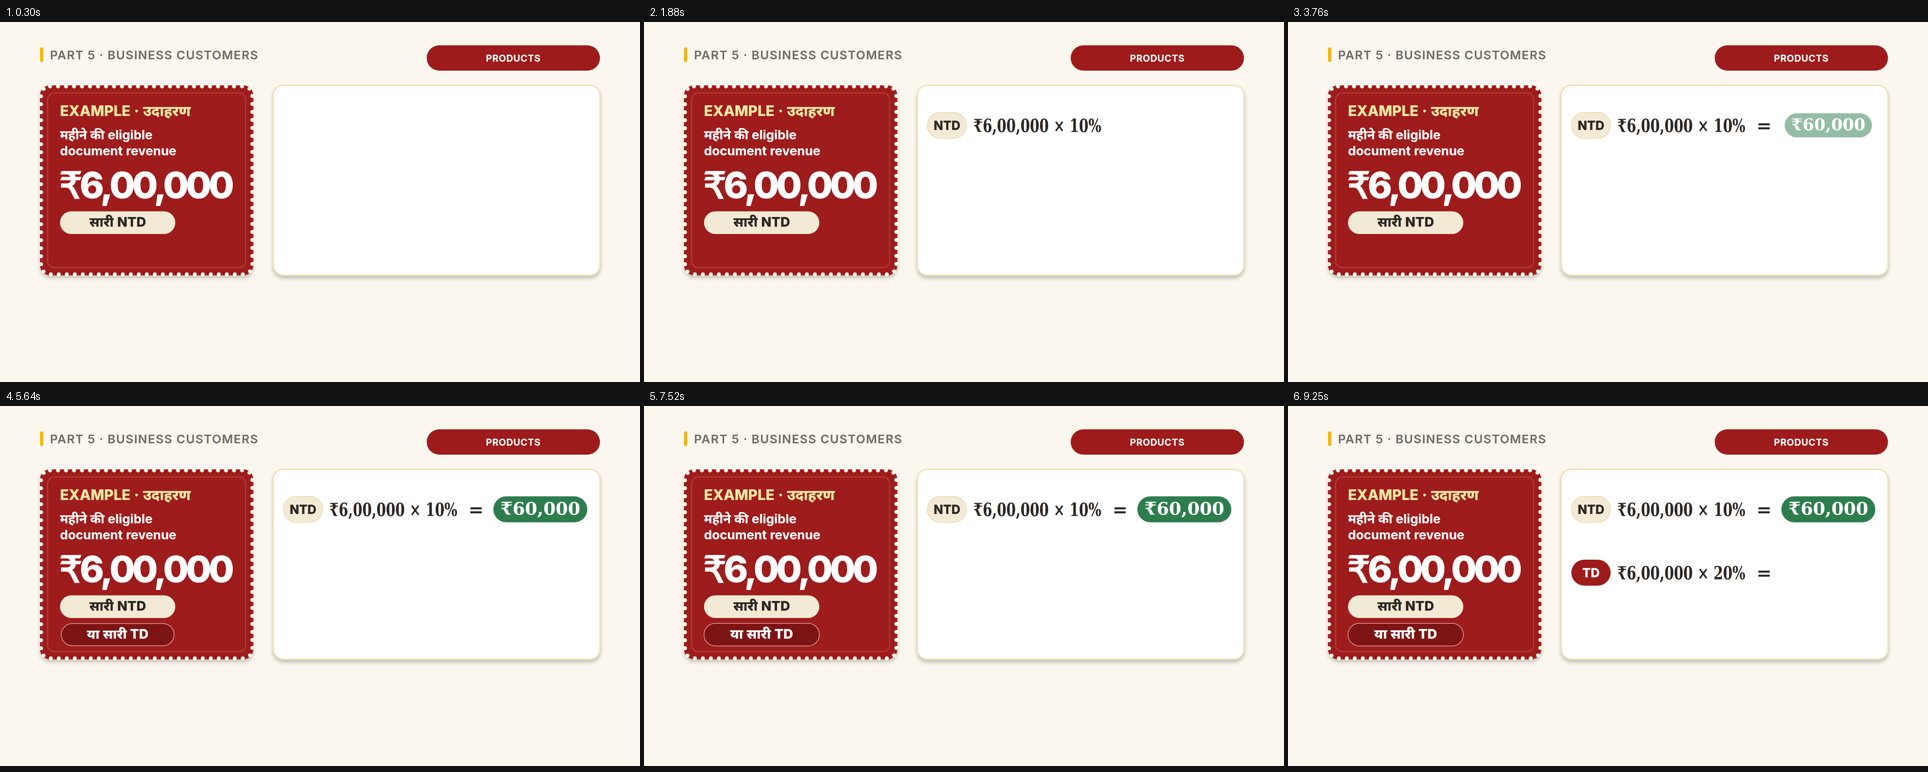 1. 0.30s
PART 5 · BUSINESS CUSTOMERS
PRODUCTS
EXAMPLE · उदाहरण
महीने की eligible
document revenue
₹6,00,000
सारी NTD
2. 1.88s
PART 5 · BUSINESS CUSTOMERS
PRODUCTS
EXAMPLE · उदाहरण
महीने की eligible
document revenue
₹6,00,000
सारी NTD
NTD ₹6,00,000 × 10%
3. 3.76s
PART 5 · BUSINESS CUSTOMERS
PRODUCTS
EXAMPLE · उदाहरण
महीने की eligible
document revenue
₹6,00,000
सारी NTD
NTD ₹6,00,000 × 10% = ₹60,000
4. 5.64s
PART 5 · BUSINESS CUSTOMERS
PRODUCTS
EXAMPLE · उदाहरण
महीने की eligible
document revenue
₹6,00,000
सारी NTD
या सारी TD
NTD ₹6,00,000 × 10% = ₹60,000
5. 7.52s
PART 5 · BUSINESS CUSTOMERS
PRODUCTS
EXAMPLE · उदाहरण
महीने की eligible
document revenue
₹6,00,000
सारी NTD
या सारी TD
NTD ₹6,00,000 × 10% = ₹60,000
6. 9.25s
PART 5 · BUSINESS CUSTOMERS
PRODUCTS
EXAMPLE · उदाहरण
महीने की eligible
document revenue
₹6,00,000
सारी NTD
या सारी TD
NTD ₹6,00,000 × 10% = ₹60,000
TD ₹6,00,000 × 20% =